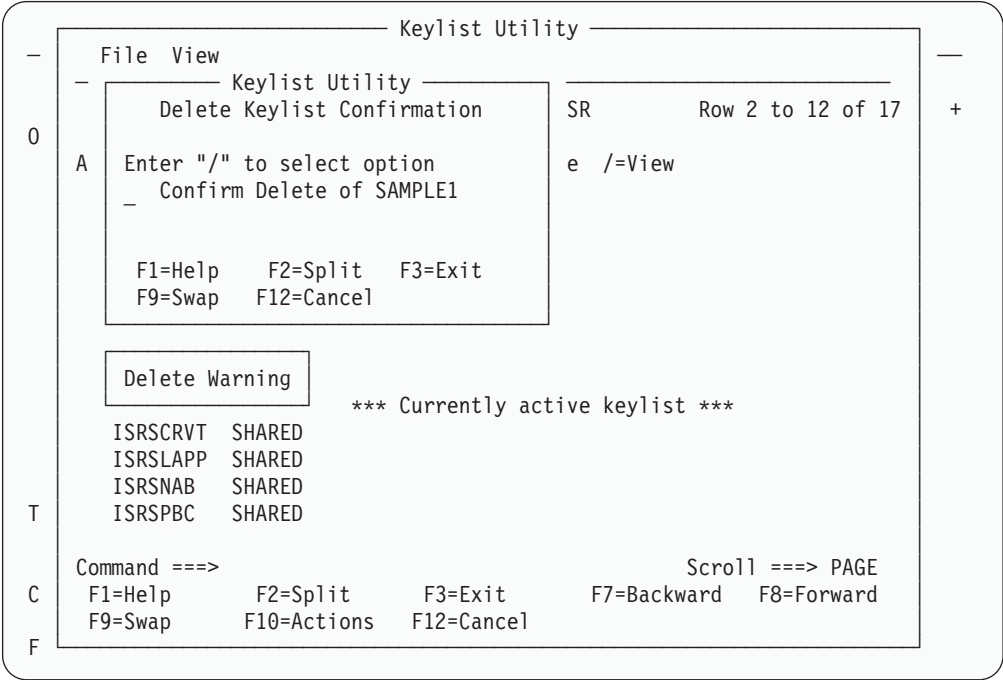 Keylist Utility
File  View
Keylist Utility
Delete Keylist Confirmation SR Row 2 to 12 of 17 +
O
A Enter "/" to select option e /=View
_ Confirm Delete of SAMPLE1
F1=Help F2=Split F3=Exit
F9=Swap F12=Cancel
Delete Warning
*** Currently active keylist ***
ISRSCRVT SHARED
ISRSLAPP SHARED
ISRSNAB SHARED
T ISRSPBC SHARED
Command ===> Scroll ===> PAGE
C F1=Help F2=Split F3=Exit F7=Backward F8=Forward
F9=Swap F10=Actions F12=Cancel
F